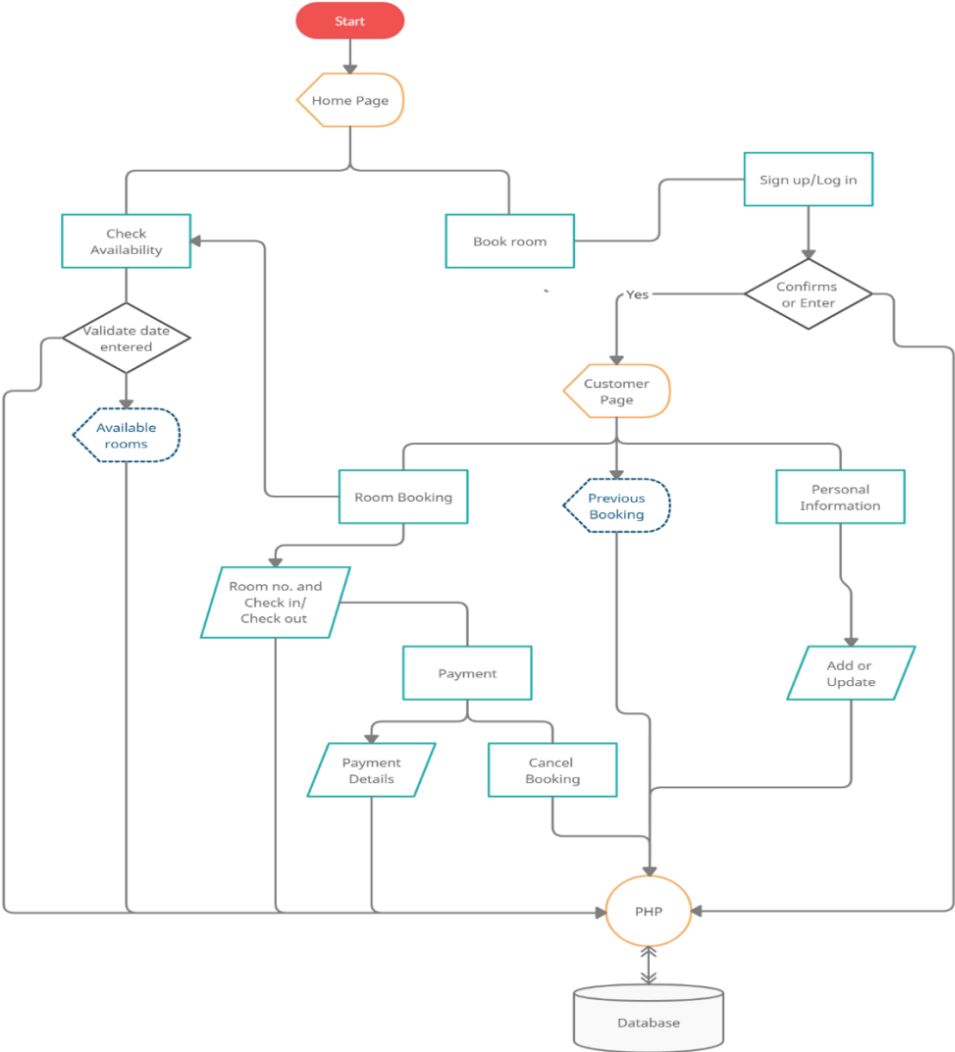 Start
Home Page
Sign up/Log in
Check
Availability
Book room
Confirms
or Enter
Yes
Validate date
entered
Customer
Page
Available
rooms
Room Booking
Previous
Booking
Personal
Information
Room no. and
Check in/
Check out
Payment
Add or
Update
Payment
Details
Cancel
Booking
PHP
Database